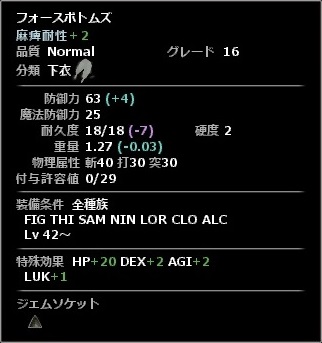 フォースボトムズ
麻痺耐性+2
品質 Normal グレード 16
分類 下衣
防御力 63 (+4)
魔法防御力 25
耐久度 18/18 (-7) 硬度 2
重量 1.27 (-0.03)
物理属性 斬40 打30 突30
付与許容値 0/29
装備条件 全種族
FIG THI SAM NIN LOR CLO ALC
Lv 42～
特殊効果 HP+20 DEX+2 AGI+2
LUK+1
ジェムソケット